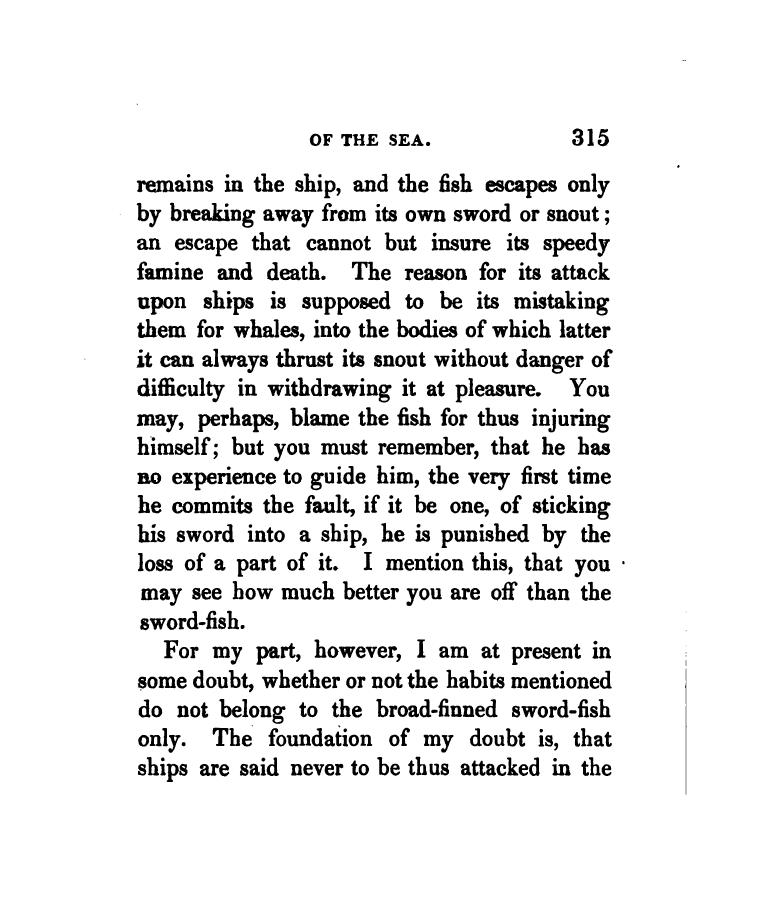 OF THE SEA. 315
remains in the ship, and the fish escapes only
by breaking away from its own sword or snout;
an escape that cannot but insure its speedy
famine and death. The reason for its attack
upon ships is supposed to be its mistaking
them for whales, into the bodies of which latter
it can always thrust its snout without danger of
difficulty in withdrawing it at pleasure. You
may, perhaps, blame the fish for thus injuring
himself; but you must remember, that he has
no experience to guide him, the very first time
he commits the fault, if it be one, of sticking
his sword into a ship, he is punished by the
loss of a part of it. I mention this, that you
may see how much better you are off than the
sword-fish.
For my part, however, I am at present in
some doubt, whether or not the habits mentioned
do not belong to the broad-finned sword-fish
only. The foundation of my doubt is, that
ships are said never to be thus attacked in the